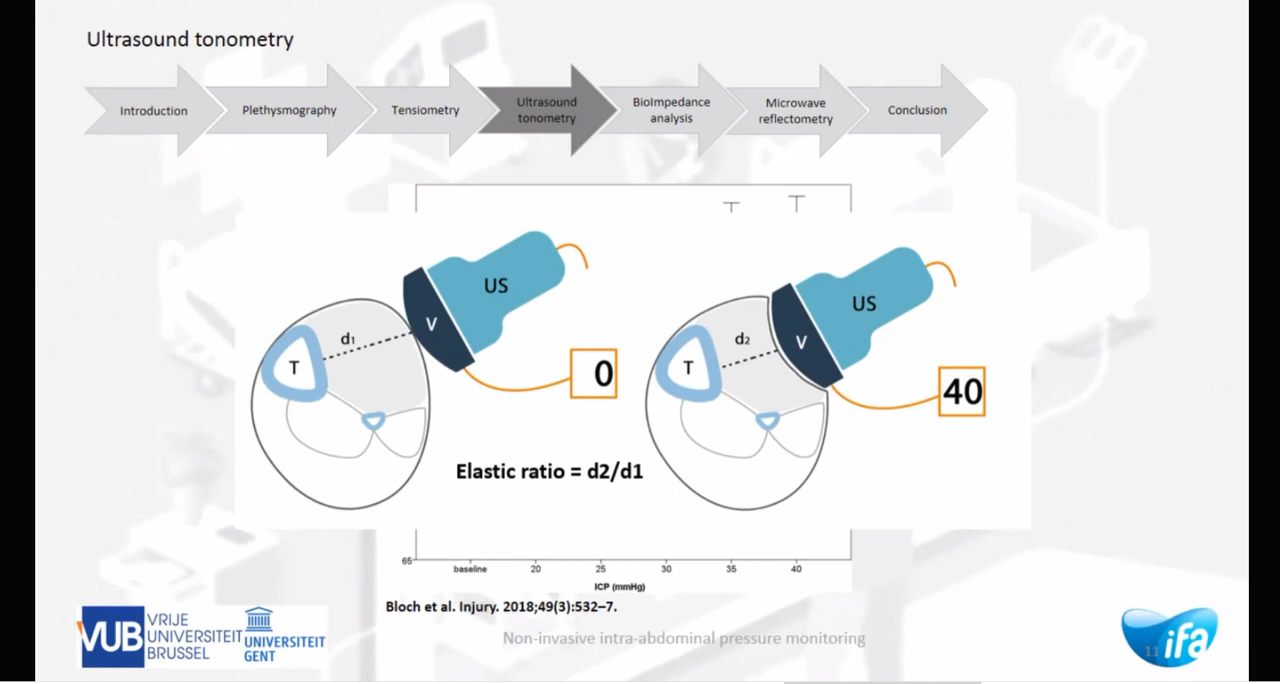 Ultrasound tonometry
Introduction
Plethysmography
Tensiometry
Ultrasound
tonometry
BioImpedance
analysis
Microwave
reflectometry
Conclusion
US
V
d1
T
0
US
V
d2
T
40
Elastic ratio = d2/d1
65
baseline 20 25 30 35 40
ICP (mmHg)
Bloch et al. Injury. 2018;49(3):532–7.
VUB
VRIJE
UNIVERSITEIT
BRUSSEL
UNIVERSITEIT
GENT
Non-invasive intra-abdominal pressure monitoring
11
ifa